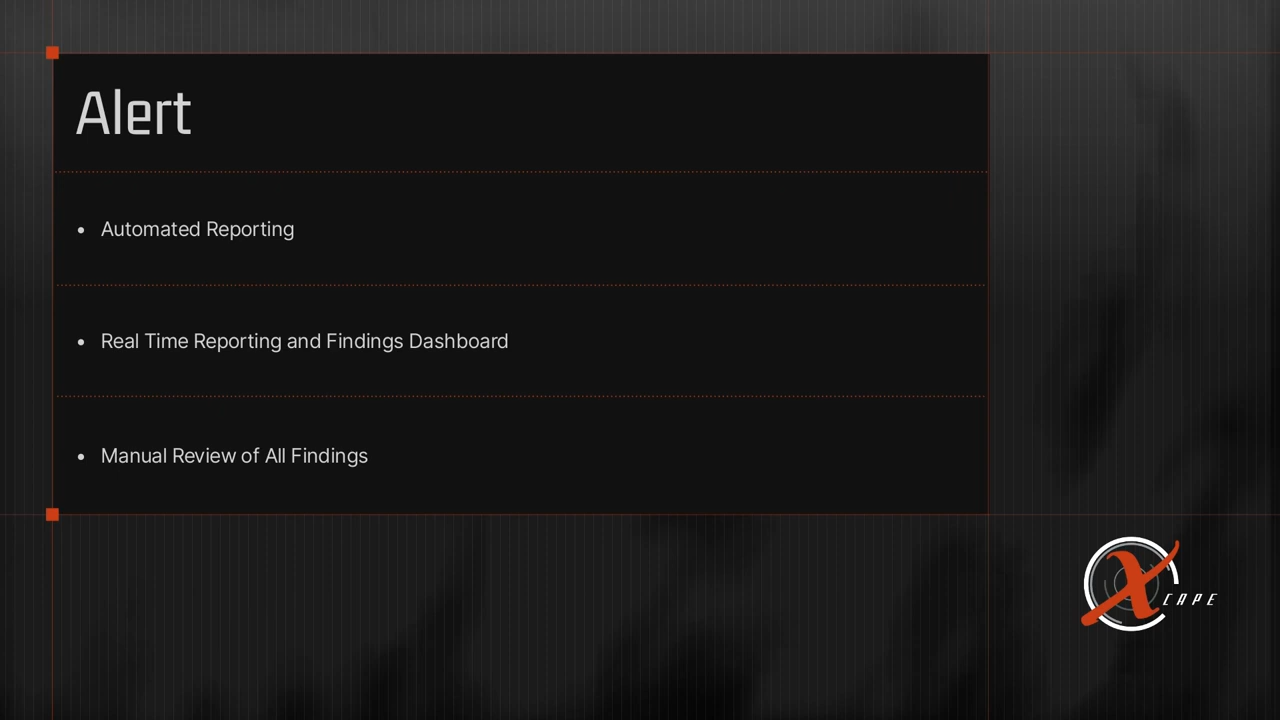 Alert
• Automated Reporting
• Real Time Reporting and Findings Dashboard
• Manual Review of All Findings
X CAPE